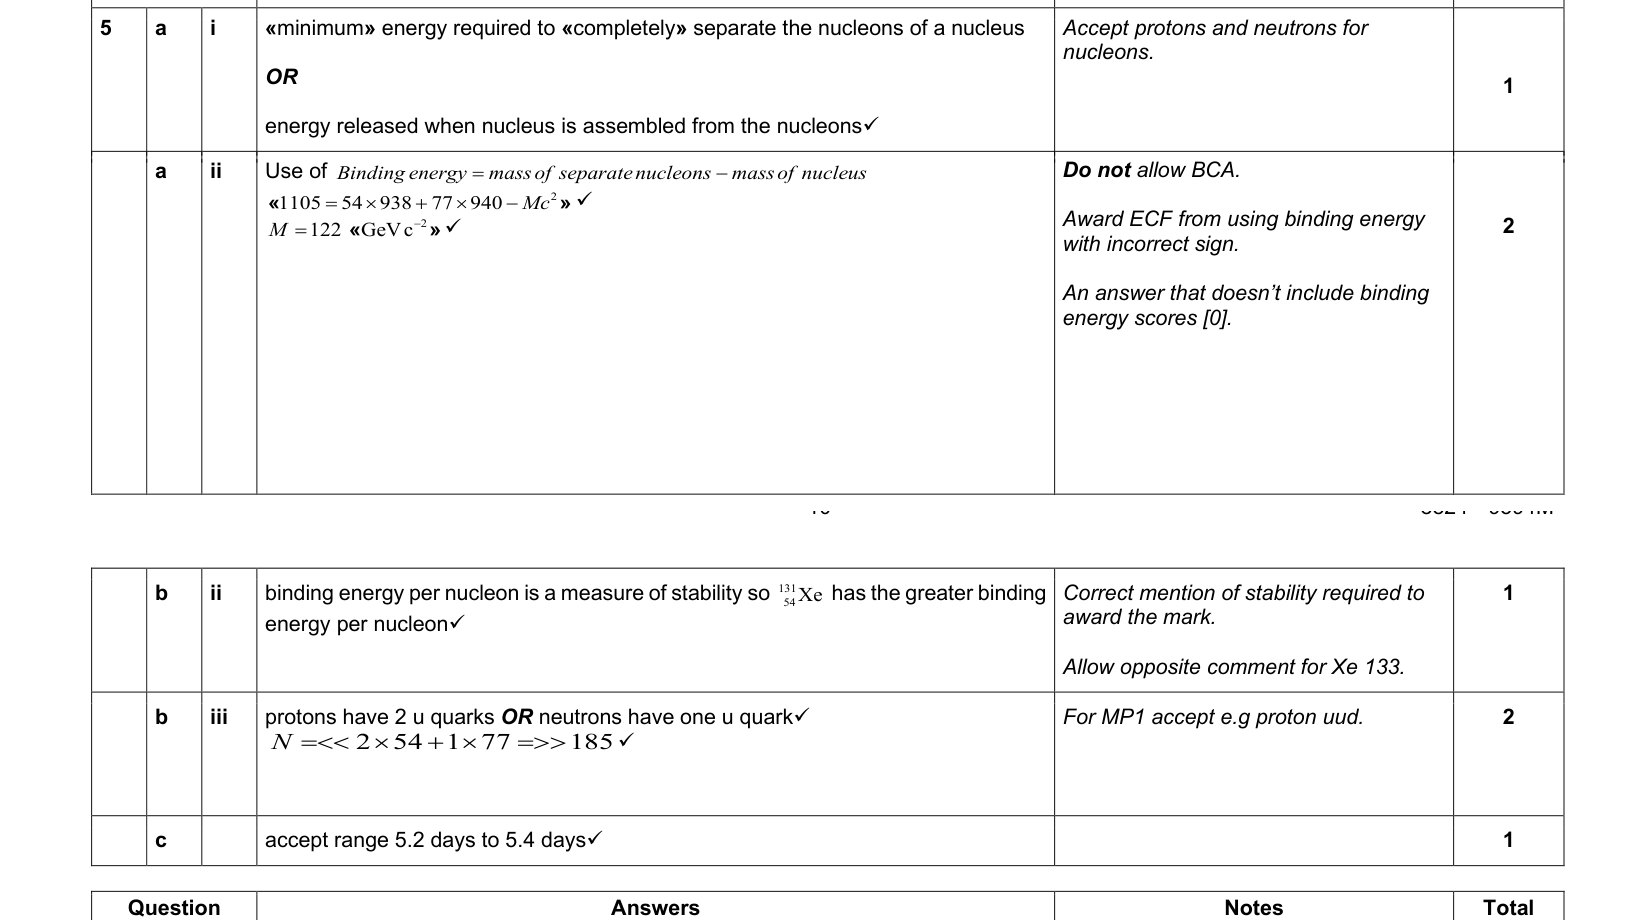 5 a i «minimum» energy required to «completely» separate the nucleons of a nucleus
OR
energy released when nucleus is assembled from the nucleons✓
Accept protons and neutrons for
nucleons.
1
a ii Use of Binding energy = mass of separate nucleons − mass of nucleus
«1105 = 54 × 938 + 77 × 940 − Mc²» ✓
M = 122 «GeV c⁻²» ✓
Do not allow BCA.
Award ECF from using binding energy
with incorrect sign.
An answer that doesn’t include binding
energy scores [0].
2
b ii binding energy per nucleon is a measure of stability so ¹³¹₅₄Xe has the greater binding
energy per nucleon✓
Correct mention of stability required to
award the mark.
Allow opposite comment for Xe 133.
1
b iii protons have 2 u quarks OR neutrons have one u quark✓
N =<< 2 × 54 + 1 × 77 =>> 185 ✓
For MP1 accept e.g proton uud.
2
c accept range 5.2 days to 5.4 days✓
1
Question Answers Notes Total